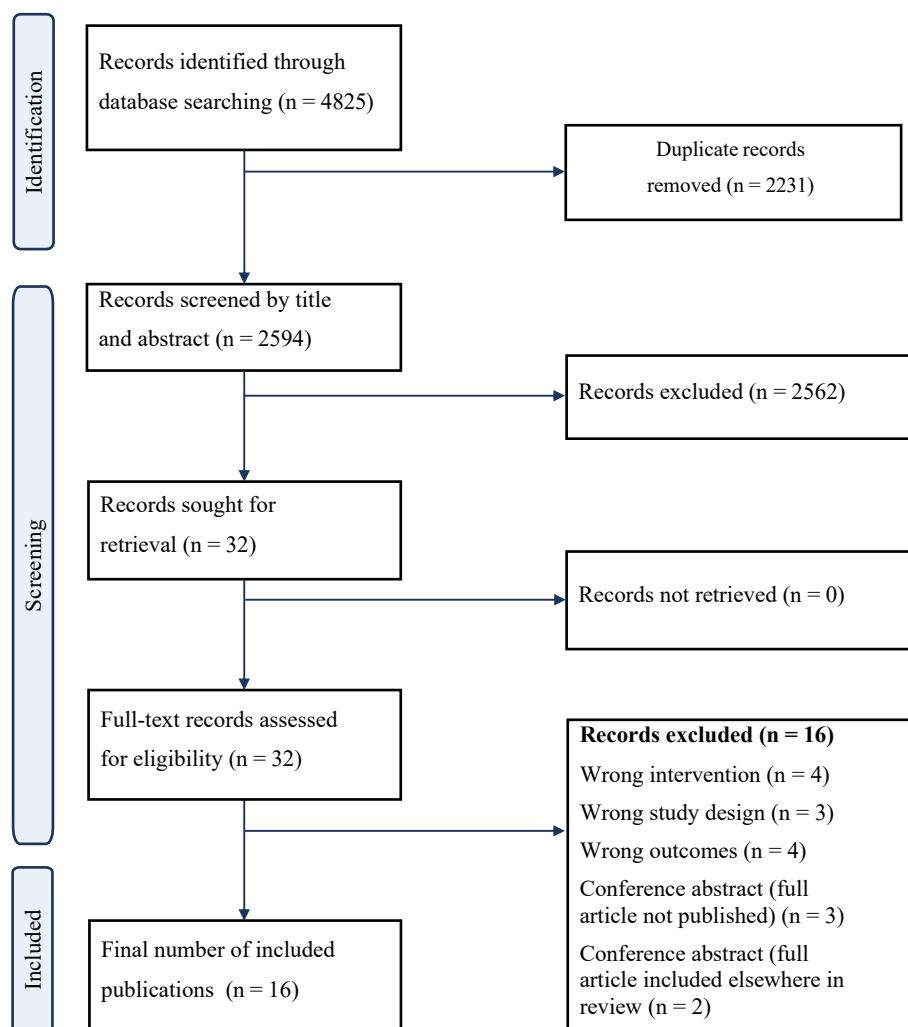 Identification
Records identified through
database searching (n = 4825)
Duplicate records
removed (n = 2231)
Screening
Records screened by title
and abstract (n = 2594)
Records excluded (n = 2562)
Records sought for
retrieval (n = 32)
Records not retrieved (n = 0)
Full-text records assessed
for eligibility (n = 32)
Records excluded (n = 16)
Wrong intervention (n = 4)
Wrong study design (n = 3)
Wrong outcomes (n = 4)
Conference abstract (full
article not published) (n = 3)
Conference abstract (full
article included elsewhere in
review (n = 2)
Included
Final number of included
publications (n = 16)